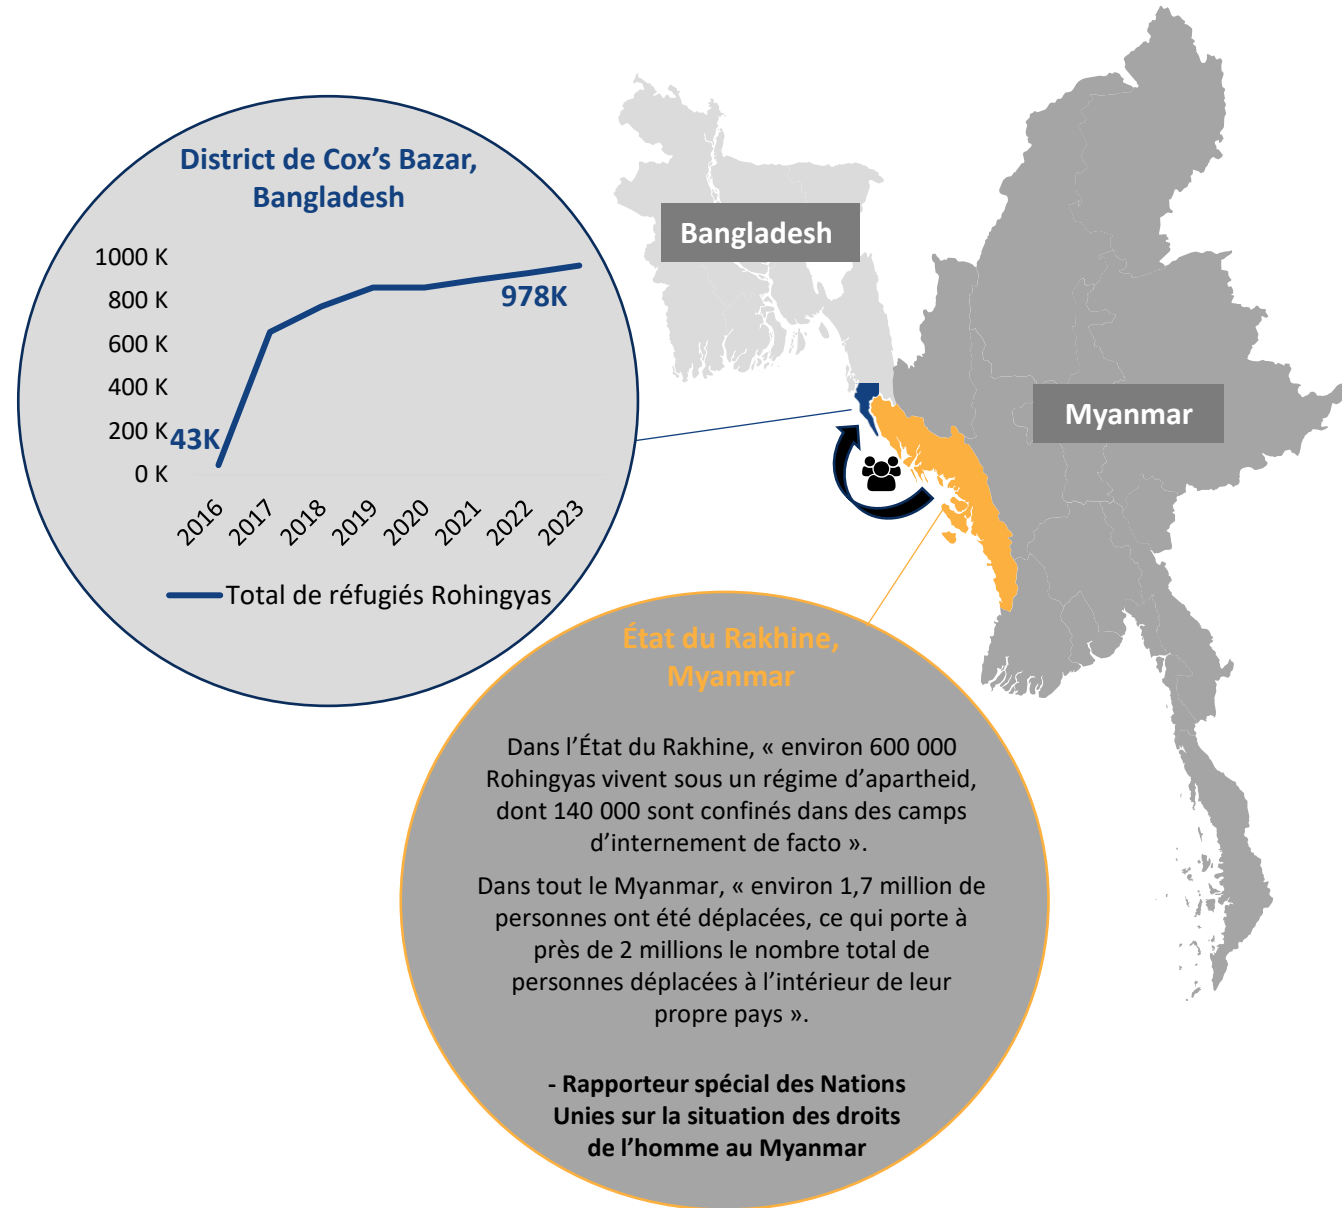 District de Cox’s Bazar,
Bangladesh
1000 K
800 K
600 K
400 K
200 K
0 K
43K
978K
2016
2017
2018
2019
2020
2021
2022
2023
Total de réfugiés Rohingyas
Bangladesh
Myanmar
État du Rakhine,
Myanmar
Dans l’État du Rakhine, « environ 600 000
Rohingyas vivent sous un régime d’apartheid,
dont 140 000 sont confinés dans des camps
d’internement de facto ».
Dans tout le Myanmar, « environ 1,7 million de
personnes ont été déplacées, ce qui porte à
près de 2 millions le nombre total de
personnes déplacées à l’intérieur de leur
propre pays ».
- Rapporteur spécial des Nations
Unies sur la situation des droits
de l’homme au Myanmar